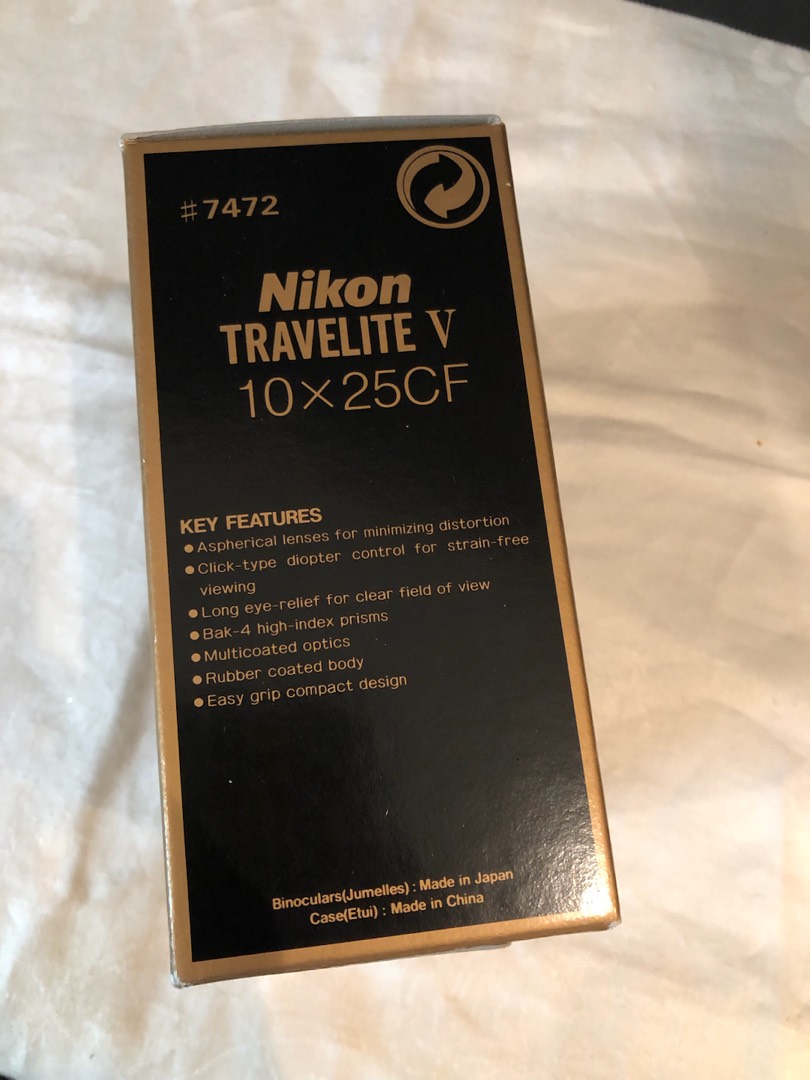 #7472
Nikon
TRAVELITE V
10×25CF
KEY FEATURES
●Aspherical lenses for minimizing distortion
●Click-type diopter control for strain-free
viewing
●Long eye-relief for clear field of view
●Bak-4 high-index prisms
●Multicoated optics
●Rubber coated body
●Easy grip compact design
Binoculars(Jumelles) : Made in Japan
Case(Etui) : Made in China